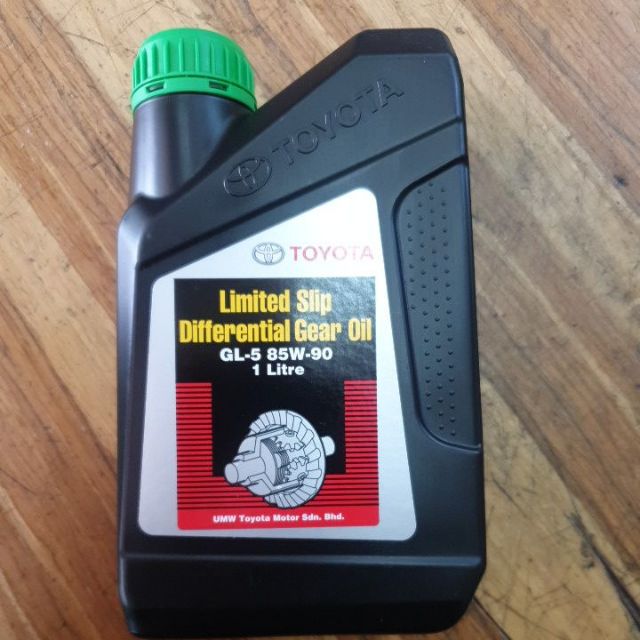 TOYOTA
TOYOTA
Limited Slip
Differential Gear Oil
GL-5 85W-90
1 Litre
UMW Toyota Motor Sdn. Bhd.